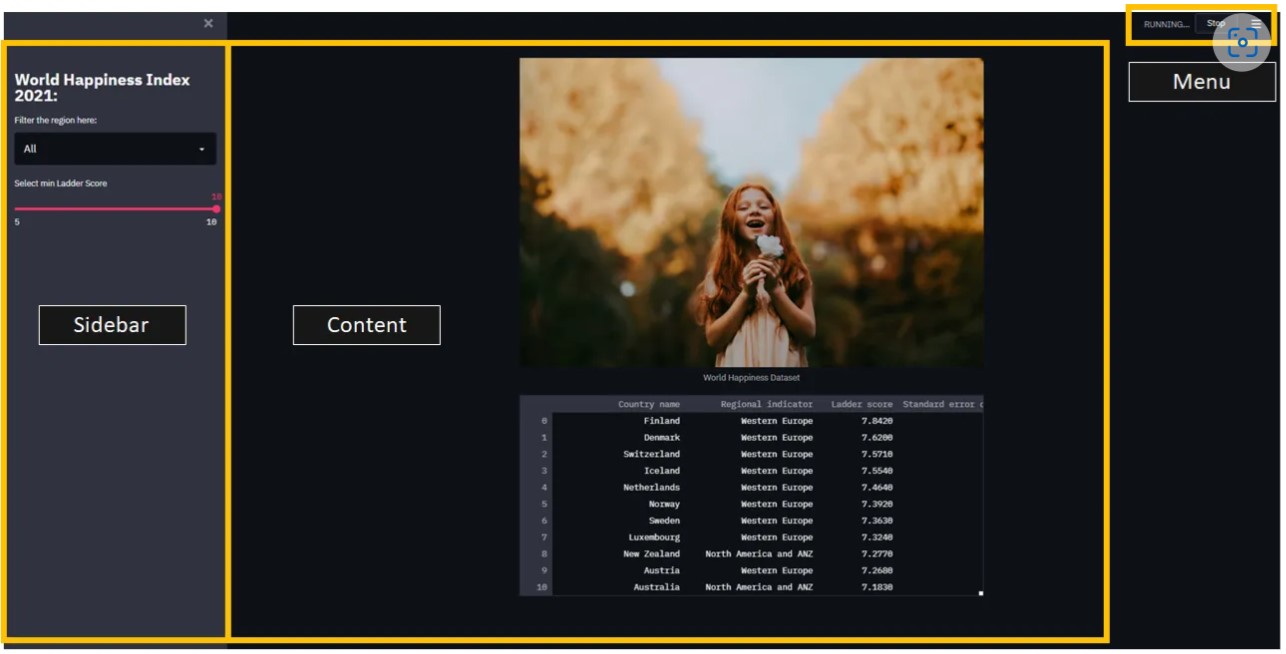 ×
RUNNING... Stop
World Happiness Index
2021:
Filter the region here:
All
Select min Ladder Score
10
5 10
Sidebar
Content
Menu
World Happiness Dataset
Country name Regional indicator Ladder score Standard error
0 Finland Western Europe 7.8420
1 Denmark Western Europe 7.6200
2 Switzerland Western Europe 7.5710
3 Iceland Western Europe 7.5540
4 Netherlands Western Europe 7.4640
5 Norway Western Europe 7.3920
6 Sweden Western Europe 7.3630
7 Luxembourg Western Europe 7.3240
8 New Zealand North America and ANZ 7.2770
9 Austria Western Europe 7.2680
10 Australia North America and ANZ 7.1830